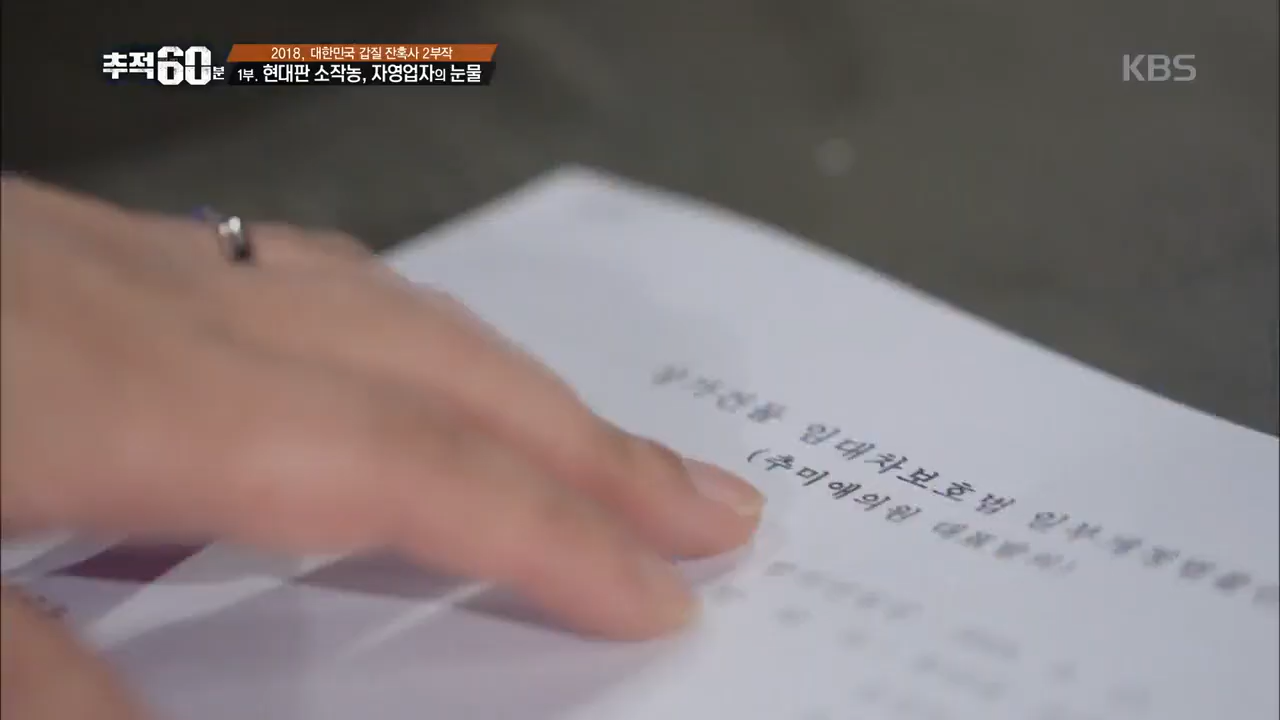 추적60분
2018, 대한민국 갑질 잔혹사 2부작
1부. 현대판 소작농, 자영업자의 눈물
KBS
상가건물 임대차보호법 일부개정법률안
(추미애의원 대표발의)